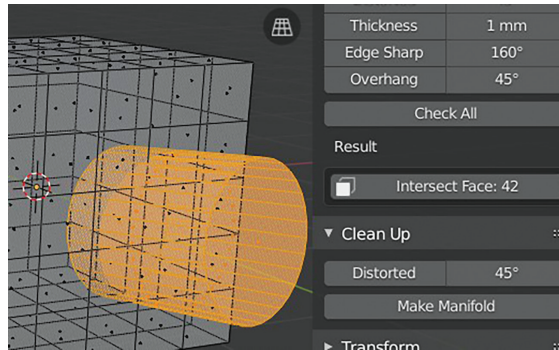 Thickness 1 mm
Edge Sharp 160°
Overhang 45°
Check All
Result
Intersect Face: 42
Clean Up
Distorted 45°
Make Manifold
Transform